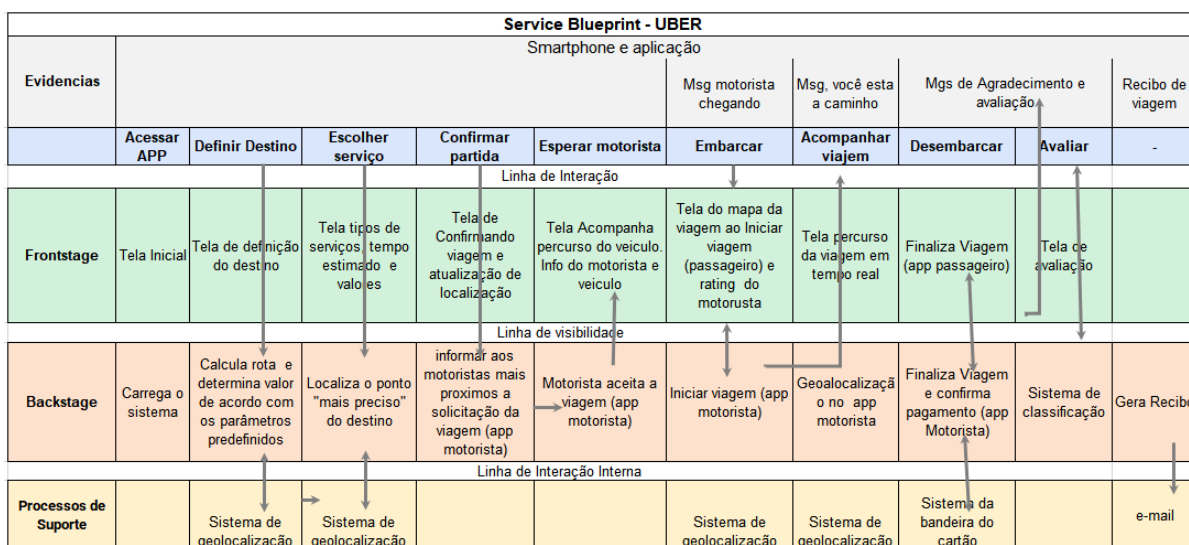 Service Blueprint - UBER
Evidencias
Smartphone e aplicação
Msg motorista
chegando
Msg, você esta
a caminho
Mgs de Agradecimento e
avaliação
Recibo de
viagem
Acessar
APP
Definir Destino
Escolher
serviço
Confirmar
partida
Esperar motorista
Embarcar
Acompanhar
viajem
Desembarcar
Avaliar
-
Linha de Interação
Frontstage
Tela Inicial
Tela de definição
do destino
Tela tipos de
serviços, tempo
estimado e
valores
Tela de
Confirmando
viagem e
atualização de
localização
Tela Acompanha
percurso do veiculo.
Info do motorista e
veiculo
Tela do mapa da
viagem ao Iniciar
viagem
(passageiro) e
rating do
motorusta
Tela percurso
da viagem em
tempo real
Finaliza Viagem
(app passageiro)
Tela de
avaliação
Linha de visibilidade
Backstage
Carrega o
sistema
Calcula rota e
determina valor
de acordo com
os parâmetros
predefinidos
Localiza o ponto
"mais preciso"
do destino
informar aos
motoristas mais
proximos a
solicitação da
viagem (app
motorista)
Motorista aceita a
viagem (app
motorista)
Iniciar viagem (app
motorista)
Geoalocalizaçã
o no app
motorista
Finaliza Viagem
e confirma
pagamento (app
Motorista)
Sistema de
classificação
Gera Recibo
Linha de Interação Interna
Processos de
Suporte
Sistema de
geolocalização
Sistema de
geolocalização
Sistema de
geolocalização
Sistema de
geolocalização
Sistema da
bandeira do
cartão
e-mail